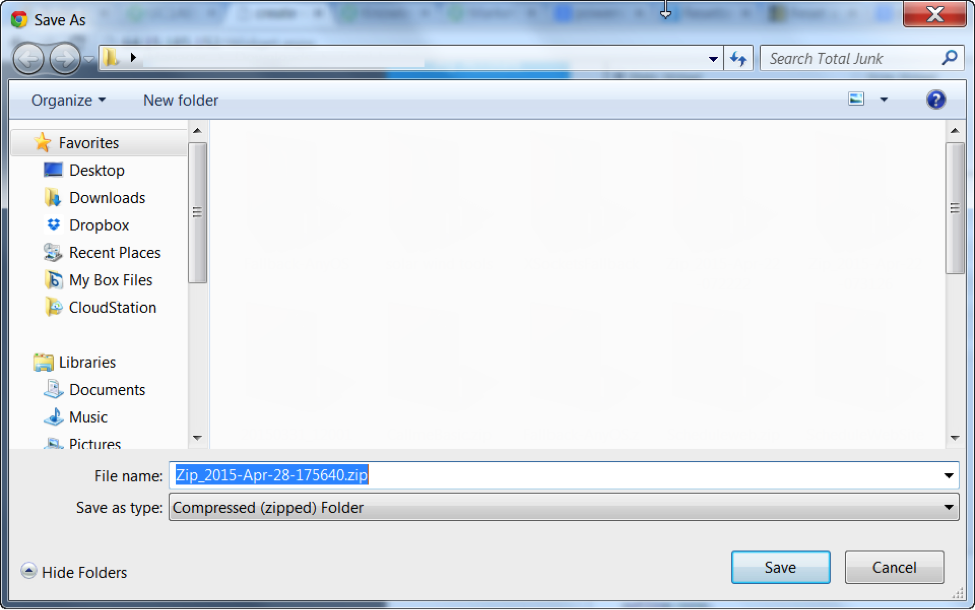 Save As
Search Total Junk
Organize
New folder
Favorites
Desktop
Downloads
Dropbox
Recent Places
My Box Files
CloudStation
Libraries
Documents
Music
Pictures
File name: Zip_2015-Apr-28-175640.zip
Save as type: Compressed (zipped) Folder
Hide Folders
Save
Cancel